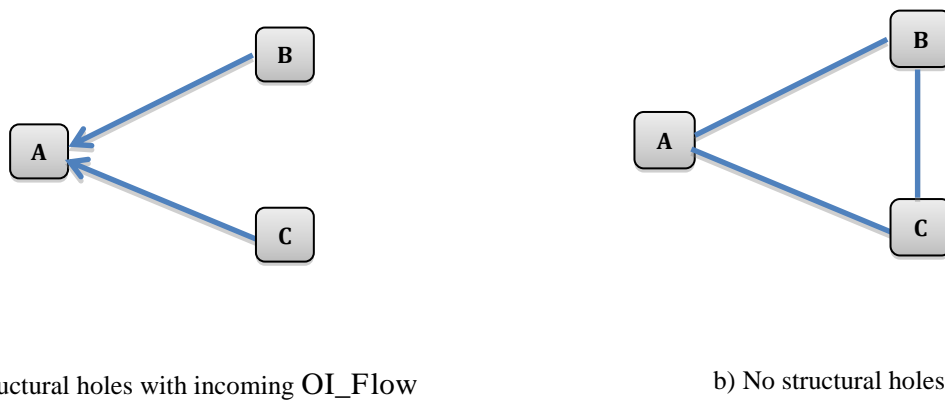 B
A
C
B
A
C
uctural holes with incoming OI_Flow
b) No structural holes